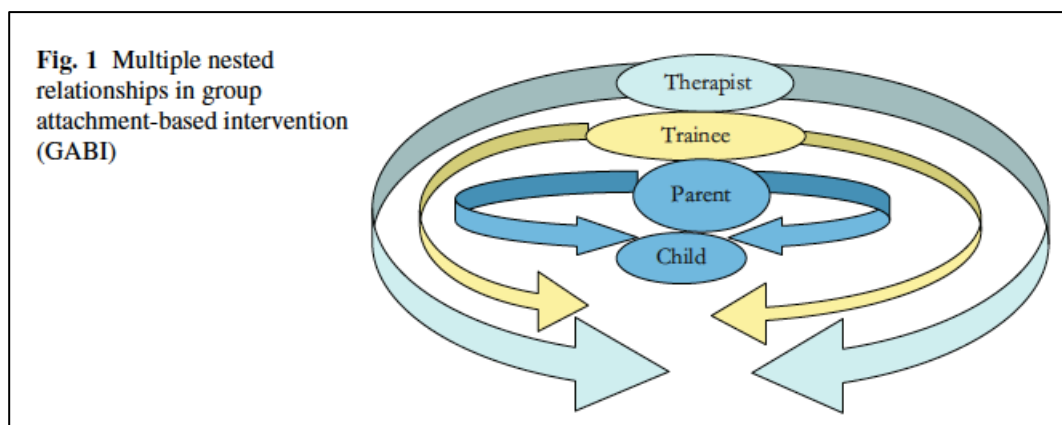 Fig. 1 Multiple nested
relationships in group
attachment-based intervention
(GABI)
Therapist
Trainee
Parent
Child